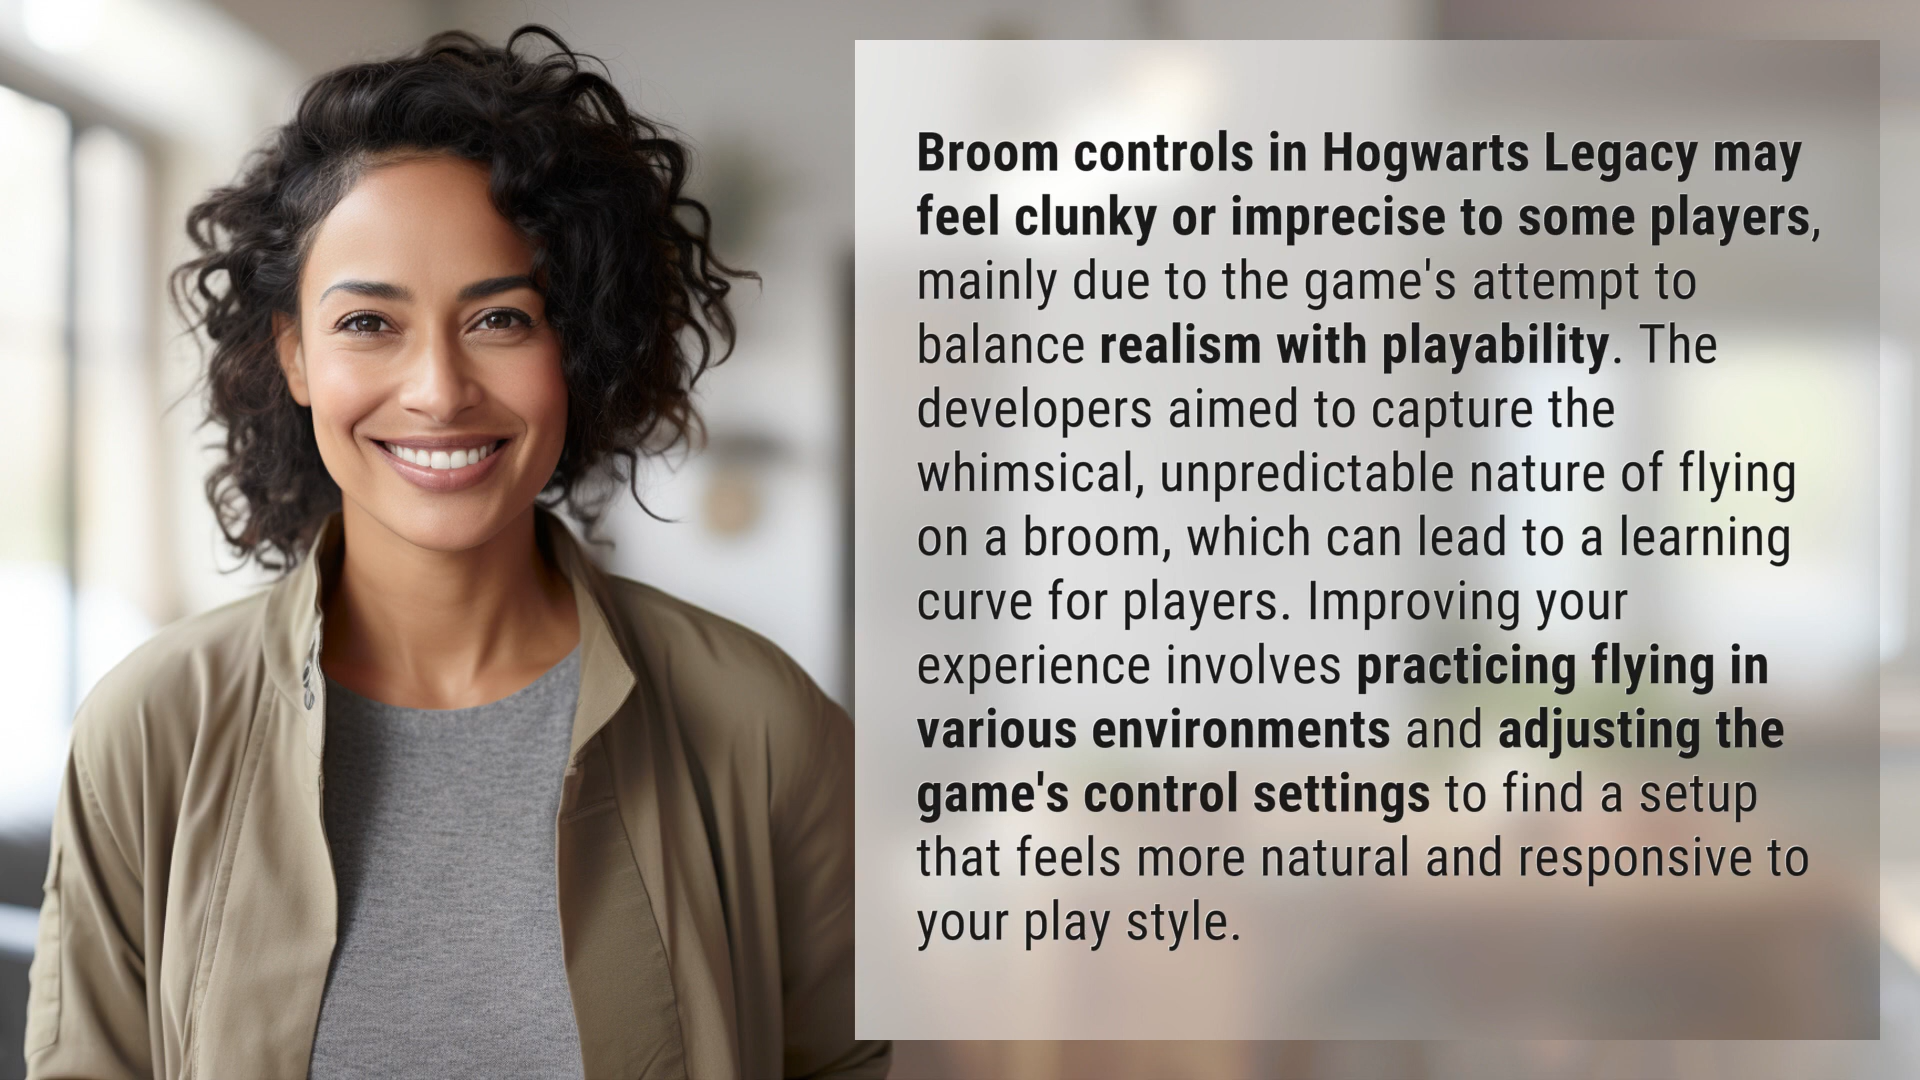 Broom controls in Hogwarts Legacy may
feel clunky or imprecise to some players,
mainly due to the game's attempt to
balance realism with playability. The
developers aimed to capture the
whimsical, unpredictable nature of flying
on a broom, which can lead to a learning
curve for players. Improving your
experience involves practicing flying in
various environments and adjusting the
game's control settings to find a setup
that feels more natural and responsive to
your play style.